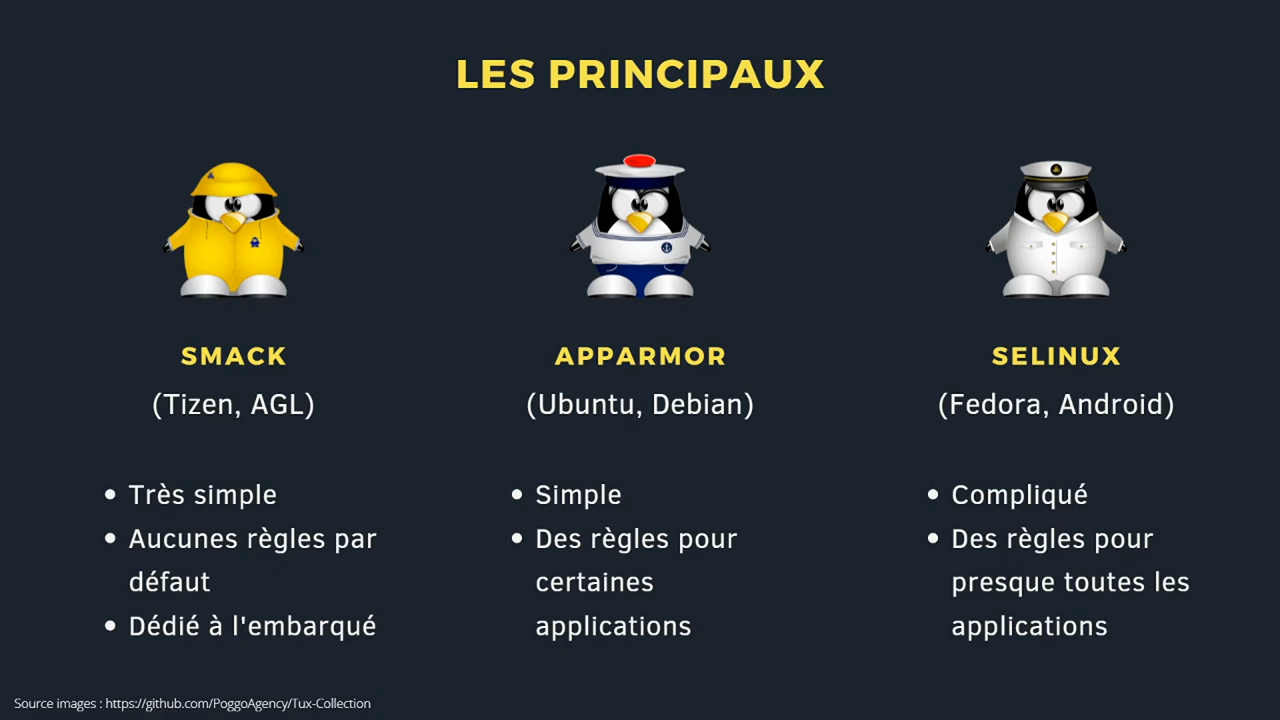 LES PRINCIPAUX
SMACK
(Tizen, AGL)
• Très simple
• Aucunes règles par
défaut
• Dédié à l'embarqué
APPARMOR
(Ubuntu, Debian)
• Simple
• Des règles pour
certaines
applications
SELINUX
(Fedora, Android)
• Compliqué
• Des règles pour
presque toutes les
applications
Source images : https://github.com/PoggoAgency/Tux-Collection